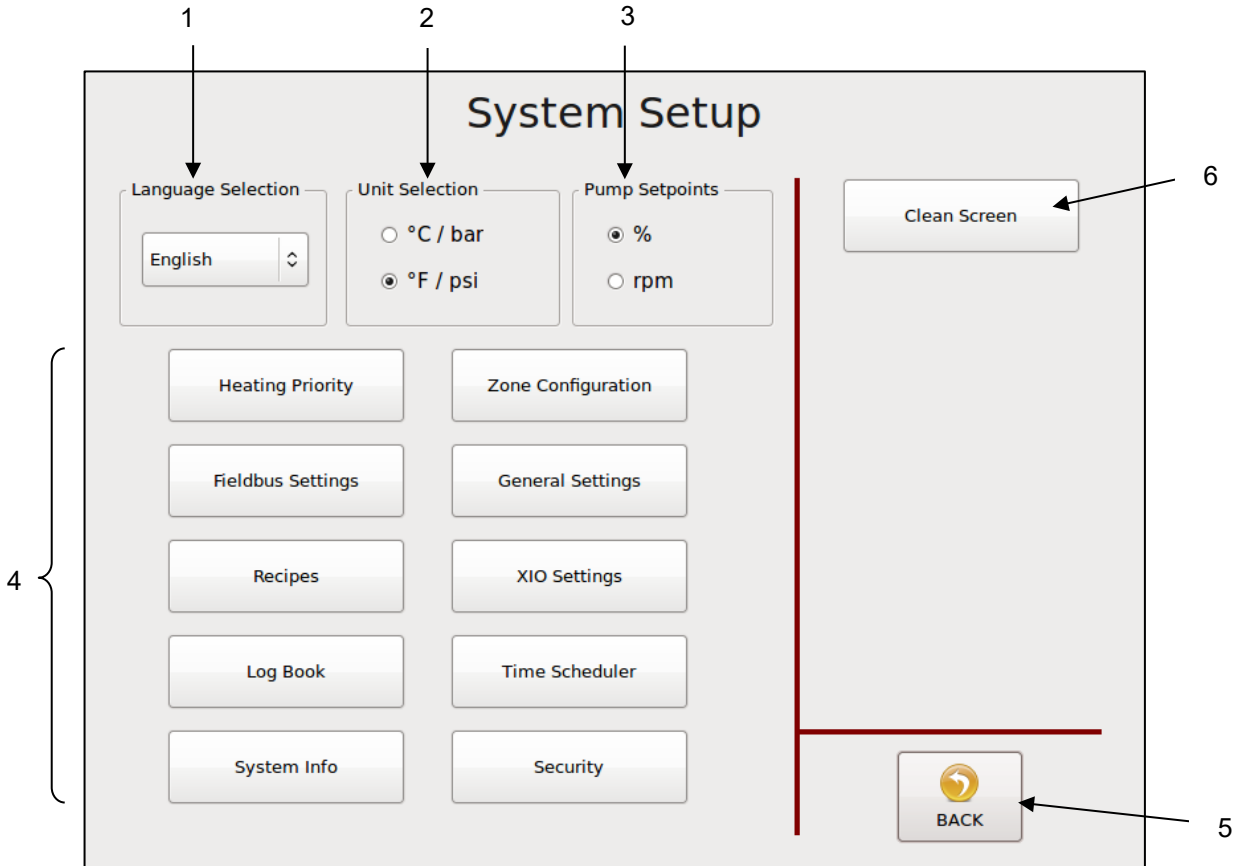 1 2 3
System Setup
Language Selection Unit Selection Pump Setpoints
6
Clean Screen
°C / bar %
English
°F / psi rpm
Heating Priority Zone Configuration
Fieldbus Settings General Settings
4
Recipes XIO Settings
Log Book Time Scheduler
System Info Security
BACK
5